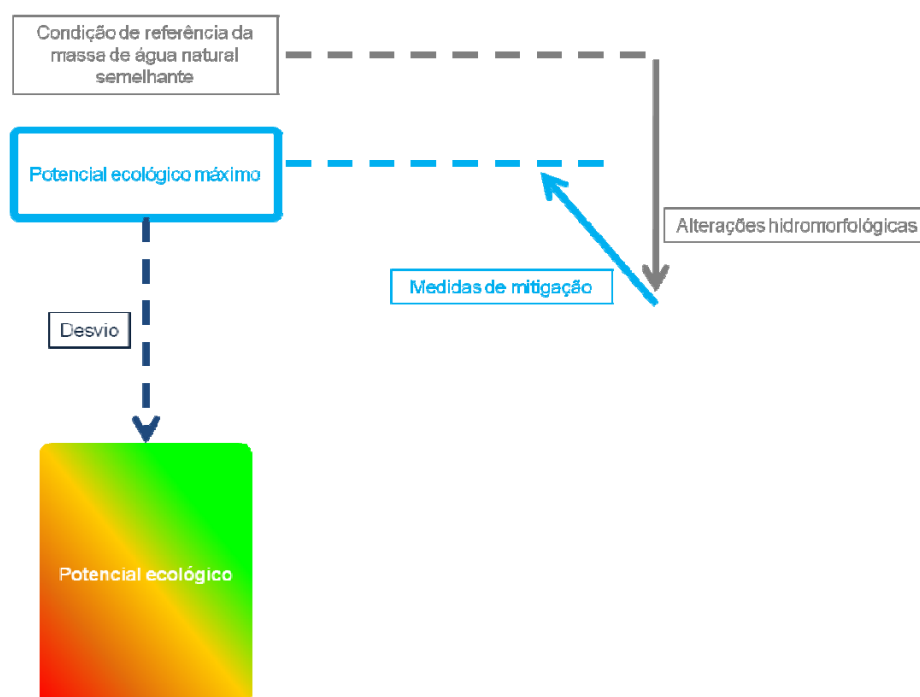 Condição de referência da
massa de água natural
semelhante
Potencial ecológico máximo
Alterações hidromorfológicas
Medidas de mitigação
Desvio
Potencial ecológico